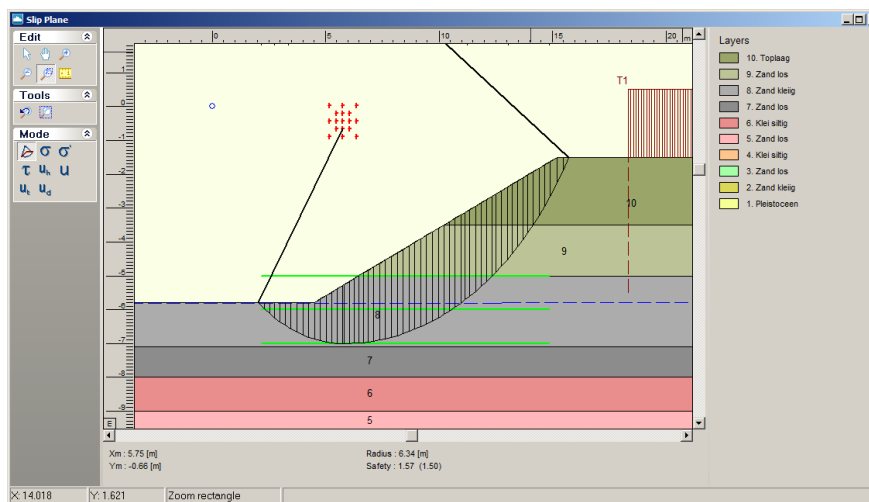 Slip Plane
Edit
Tools
Mode
σ σ'
τ uh u
ut ud
0 5 10 15 20 m
1
0
-1
-2
-3
-4
-5
-6
-7
-8
-9
E
T1
10
9
8
7
6
5
Layers
10. Toplaag
9. Zand los
8. Zand kleiïg
7. Zand los
6. Klei siltig
5. Zand los
4. Klei siltig
3. Zand los
2. Zand kleiïg
1. Pleistoceen
Xm : 5.75 [m]
Radius : 6.34 [m]
Ym : -0.66 [m]
Safety : 1.57 (1.50)
X: 14.018
Y: 1.621
Zoom rectangle